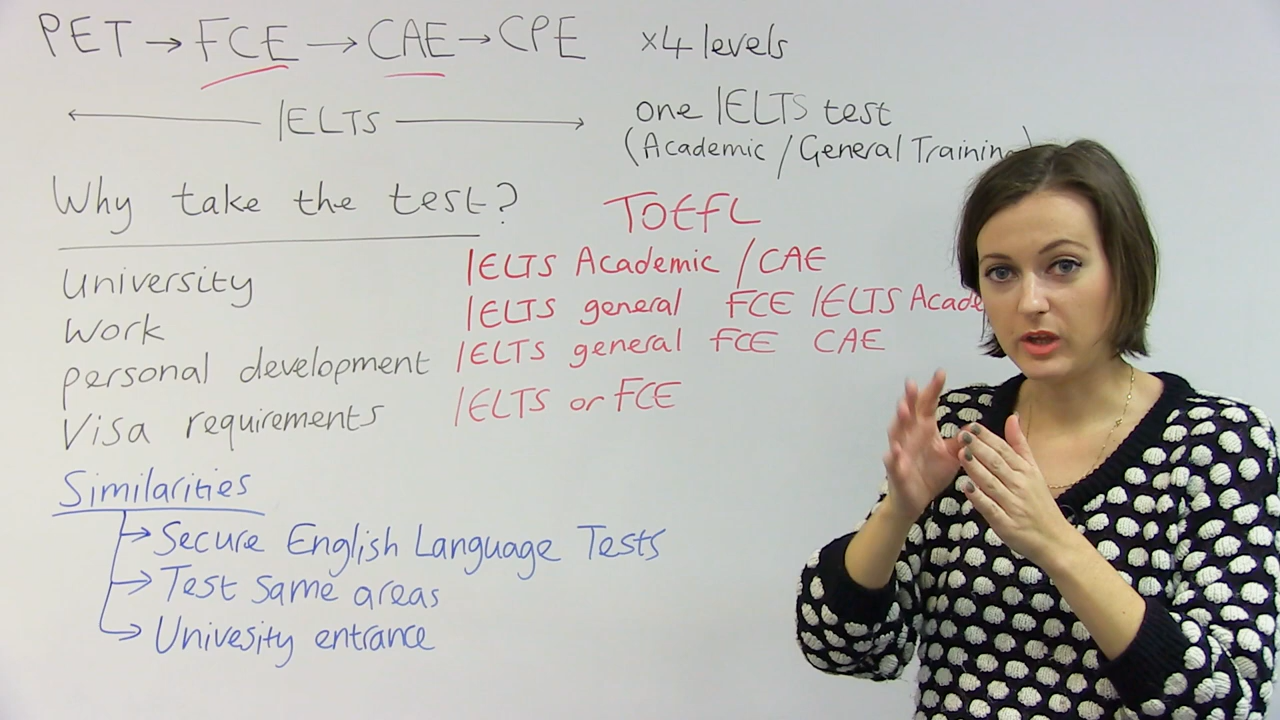 PET → FCE → CAE → CPE ×4 levels
← IELTS → one IELTS test
(Academic / General Training)
Why take the test?
TOEFL
University IELTS Academic / CAE
Work IELTS general FCE IELTS Acade
personal development IELTS general FCE CAE
Visa requirements IELTS or FCE
Similarities
→ Secure English Language Tests
→ Test same areas
→ Univesity entrance